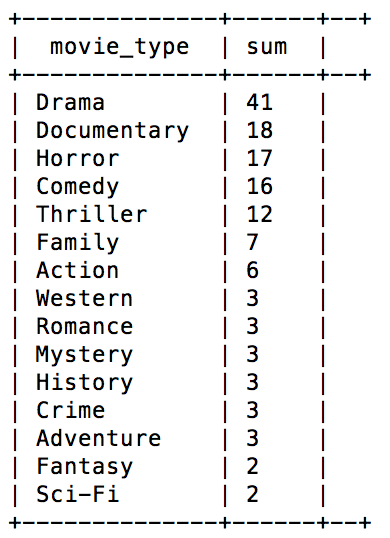 +---------------+------+--+
|  movie_type   | sum  |
+---------------+------+--+
| Drama         | 41   |
| Documentary   | 18   |
| Horror        | 17   |
| Comedy        | 16   |
| Thriller      | 12   |
| Family        | 7    |
| Action        | 6    |
| Western       | 3    |
| Romance       | 3    |
| Mystery       | 3    |
| History       | 3    |
| Crime         | 3    |
| Adventure     | 3    |
| Fantasy       | 2    |
| Sci-Fi        | 2    |
+---------------+------+--+